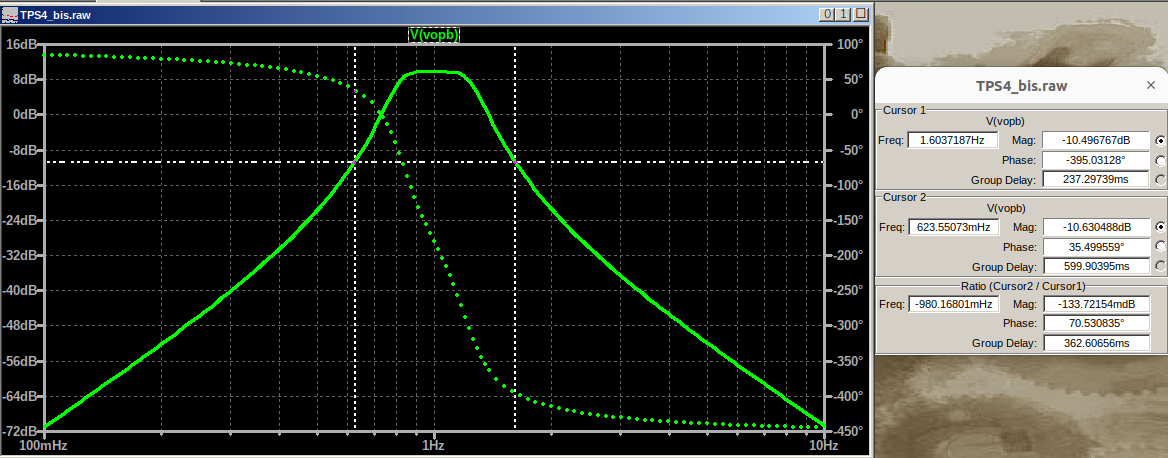 TPS4_bis.raw
V(vopb)
16dB
8dB
0dB
-8dB
-16dB
-24dB
-32dB
-40dB
-48dB
-56dB
-64dB
-72dB
100°
50°
0°
-50°
-100°
-150°
-200°
-250°
-300°
-350°
-400°
-450°
100mHz 1Hz 10Hz
TPS4_bis.raw ×
Cursor 1
V(vopb)
Freq: 1.6037187Hz Mag: -10.496767dB
Phase: -395.03128°
Group Delay: 237.29739ms
Cursor 2
V(vopb)
Freq: 623.55073mHz Mag: -10.630488dB
Phase: 35.499559°
Group Delay: 599.90395ms
Ratio (Cursor2 / Cursor1)
Freq: -980.16801mHz Mag: -133.72154mdB
Phase: 70.530835°
Group Delay: 362.60656ms